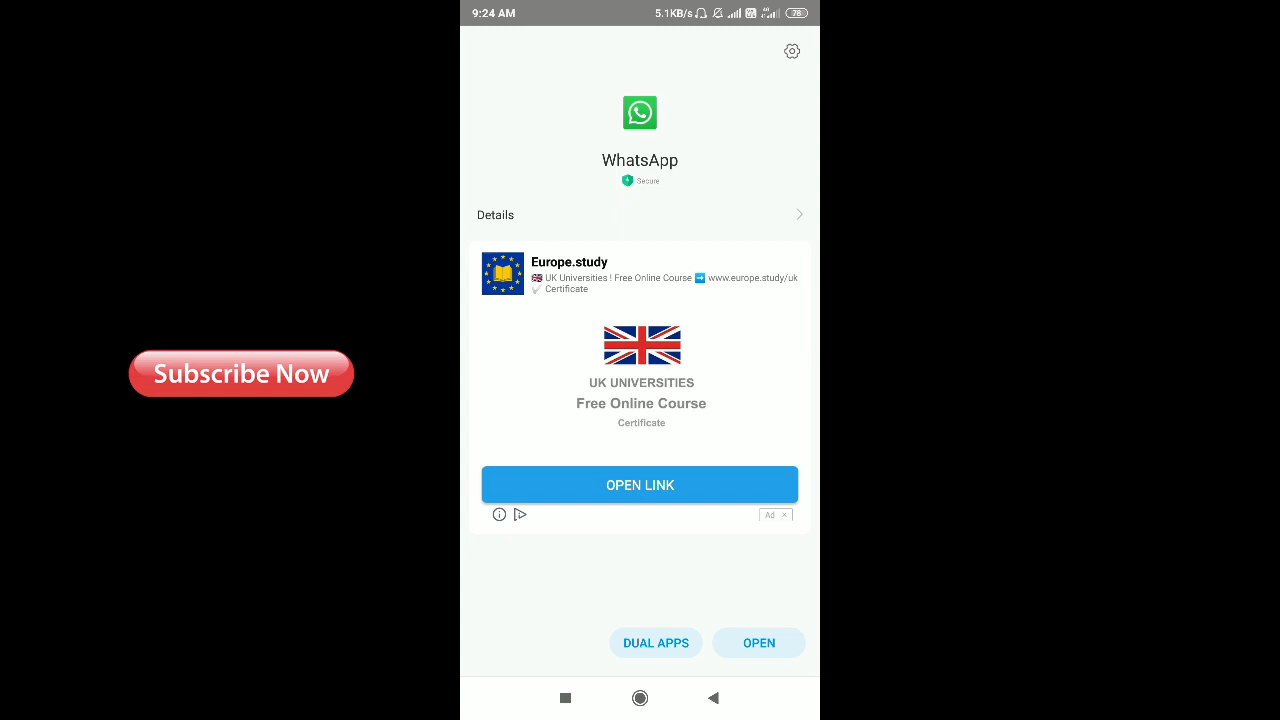 9:24 AM
5.1KB/s
78
WhatsApp
Secure
Details
Europe.study
UK Universities ! Free Online Course ➡ www.europe.study/uk
Certificate
UK UNIVERSITIES
Free Online Course
Certificate
OPEN LINK
Ad ×
DUAL APPS
OPEN
Subscribe Now